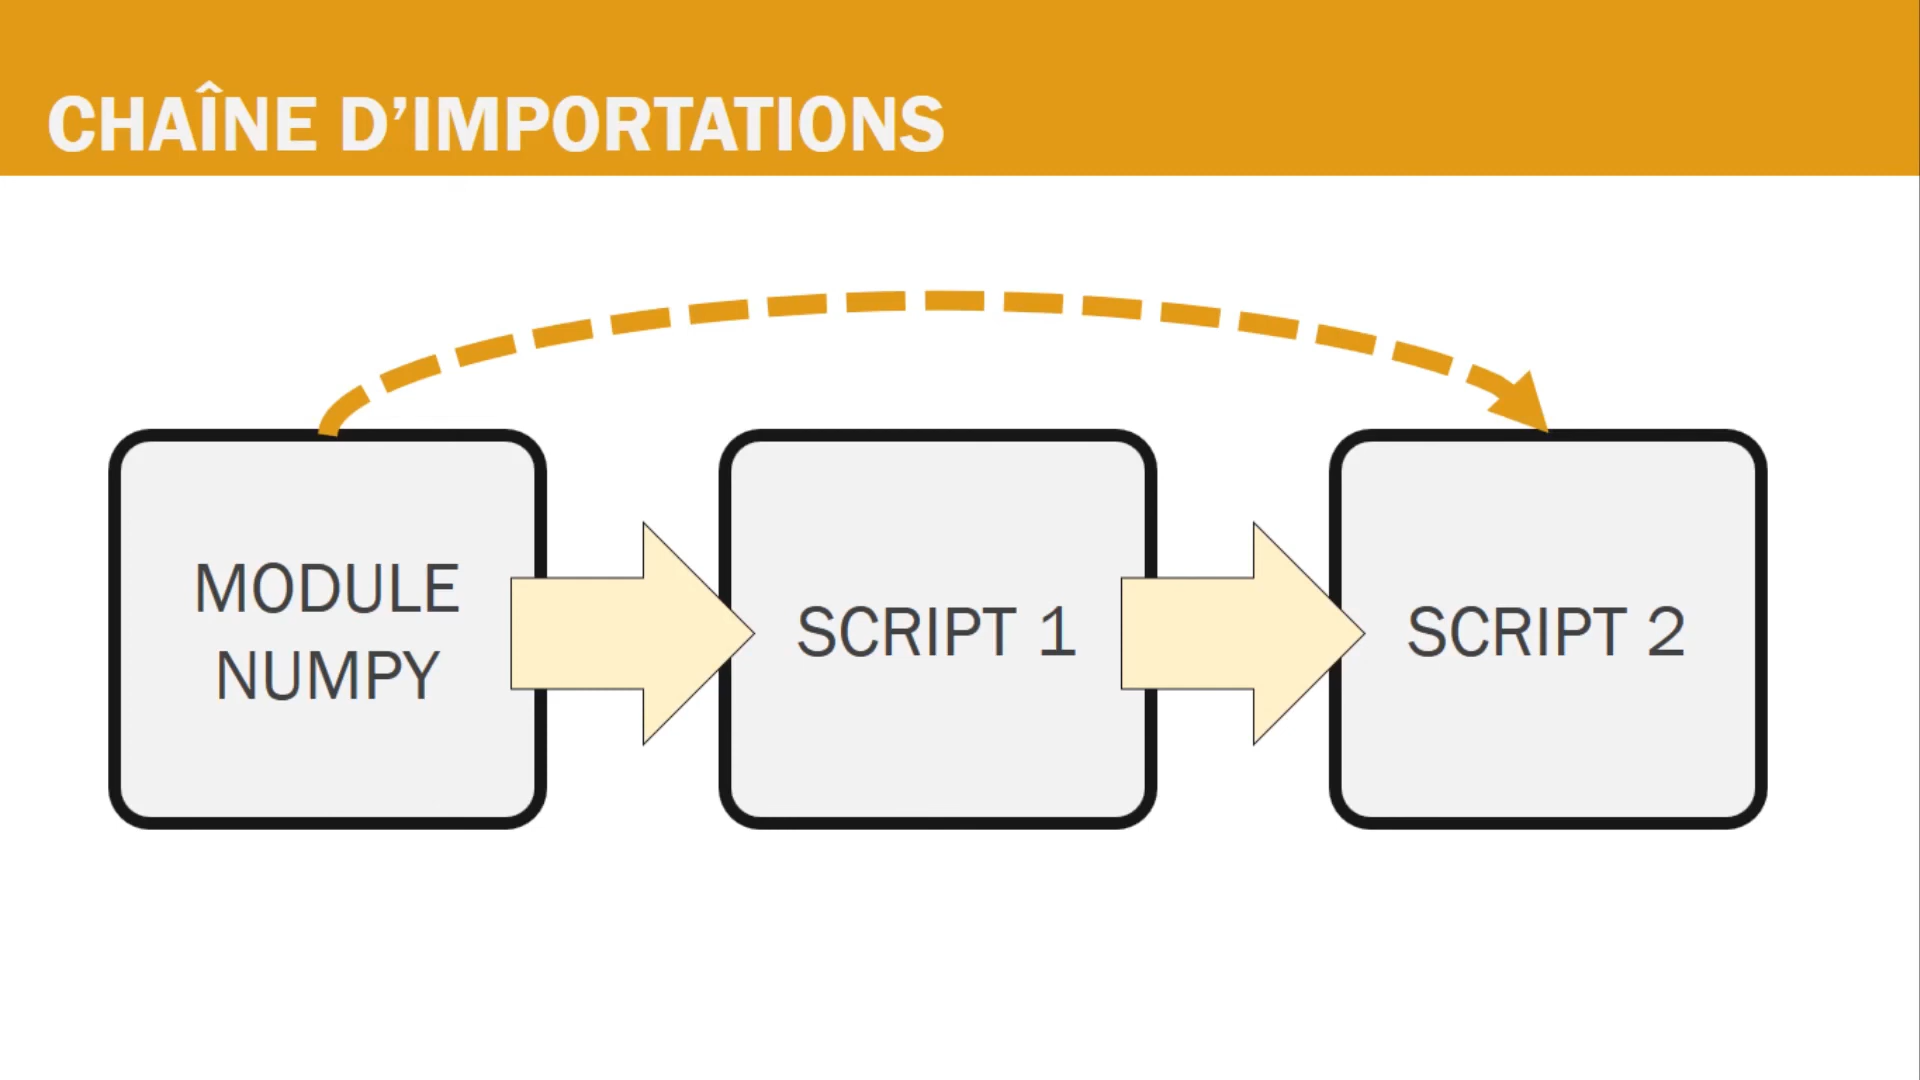 CHAÎNE D’IMPORTATIONS
MODULE
NUMPY
SCRIPT 1
SCRIPT 2